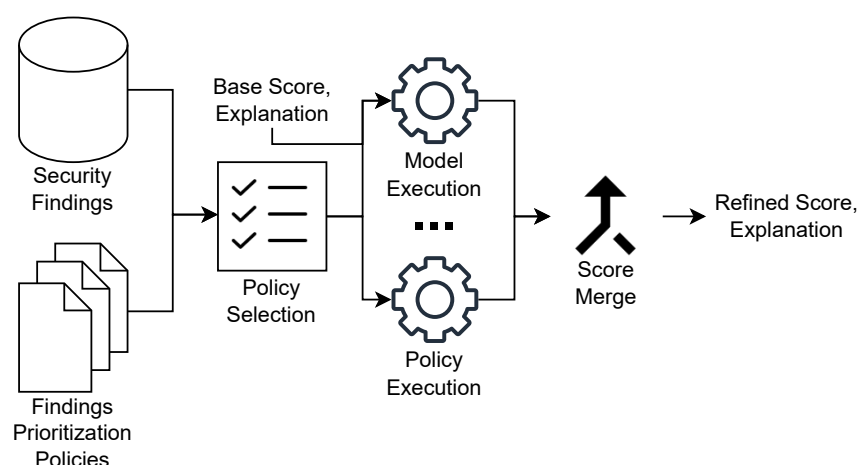 Base Score,
Explanation
Security
Findings
Model
Execution
Refined Score,
Explanation
Policy
Selection
Score
Merge
Policy
Execution
Findings
Prioritization
Policies